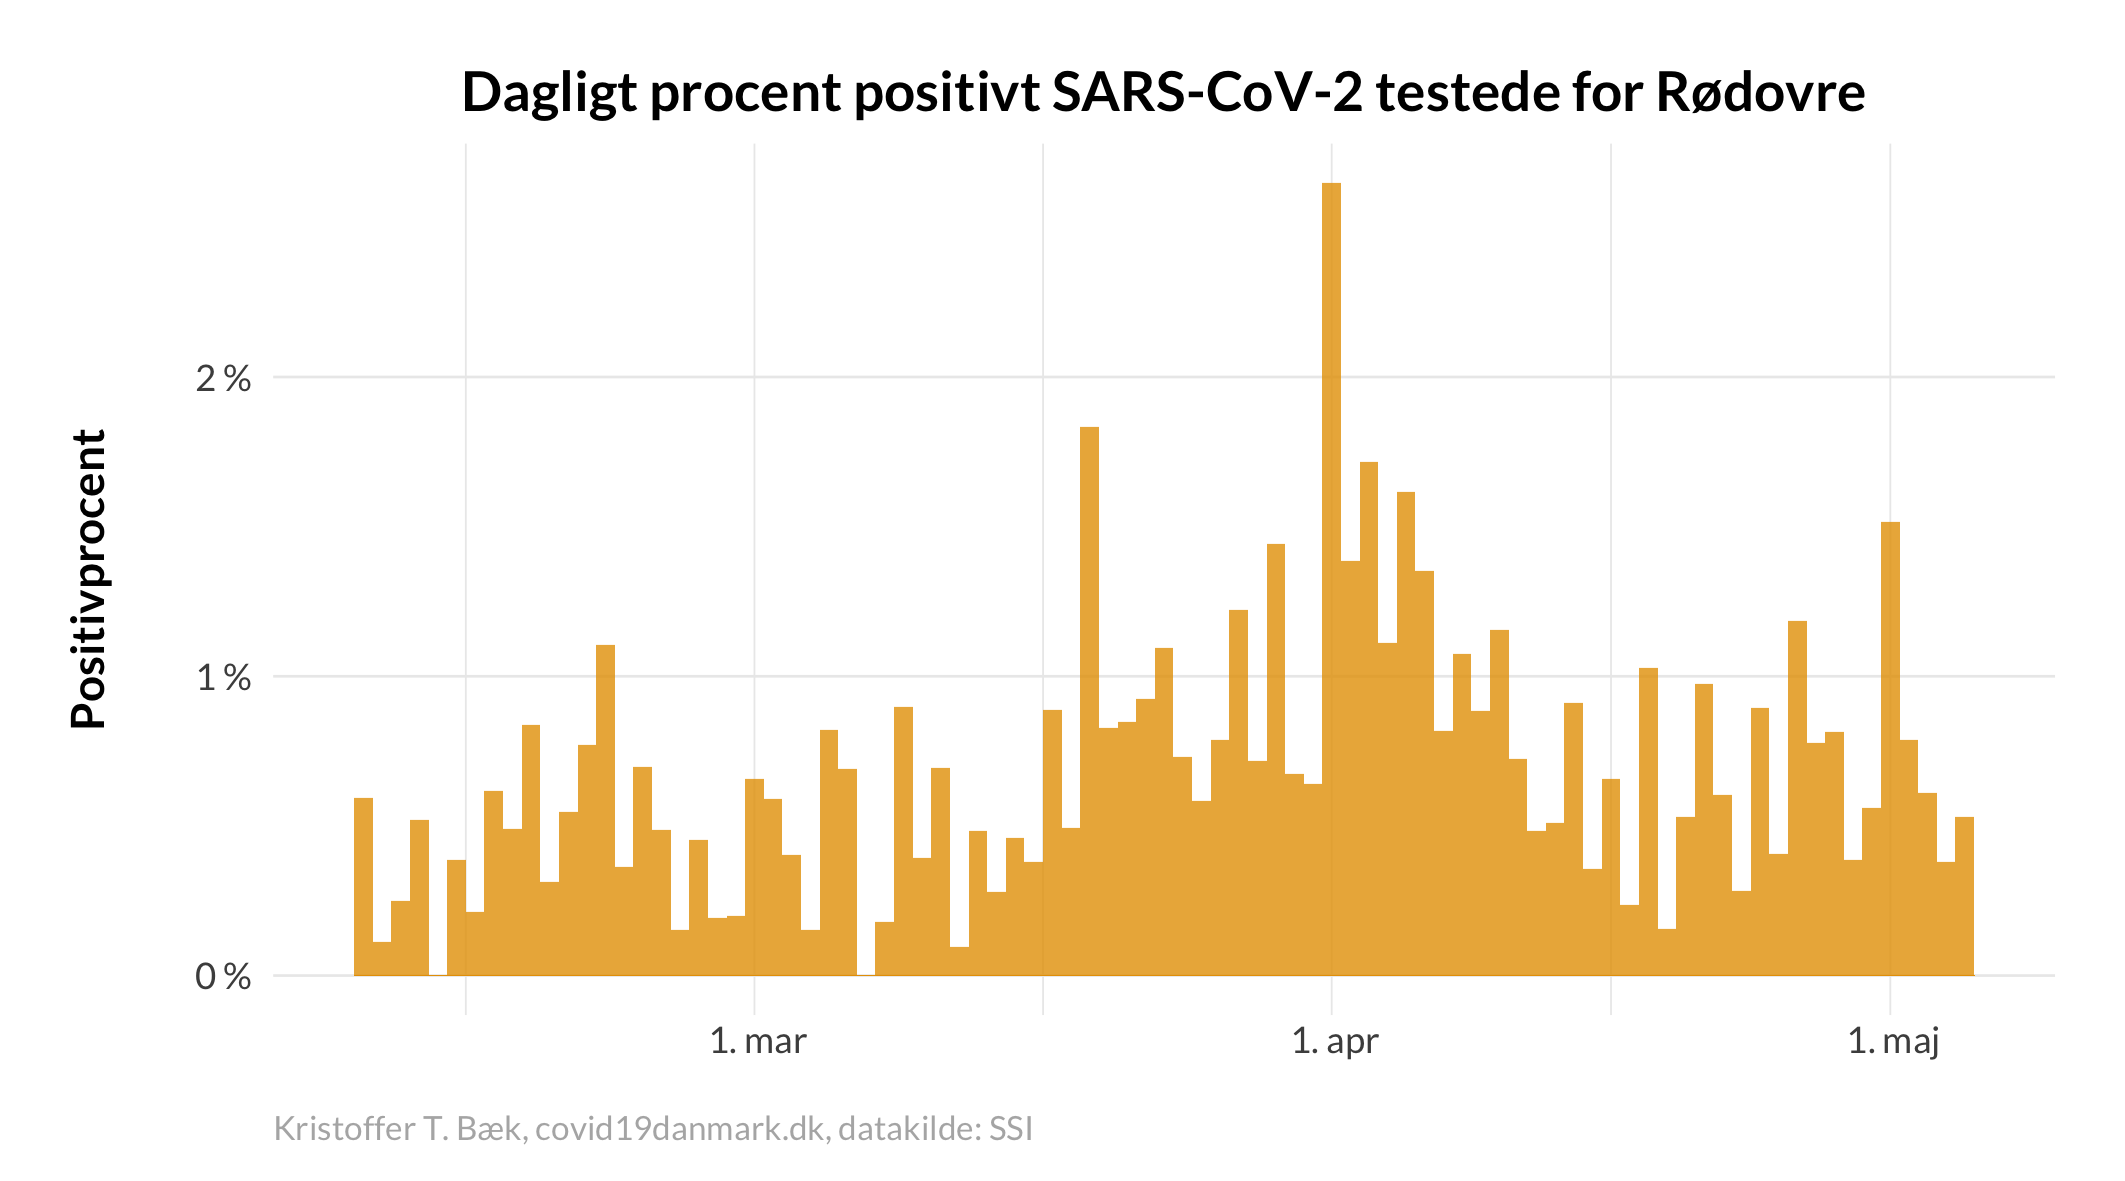 Dagligt procent positivt SARS-CoV-2 testede for Rødovre
Positivprocent
2 %
1 %
0 %
1. mar
1. apr
1. maj
Kristoffer T. Bæk, covid19danmark.dk, datakilde: SSI